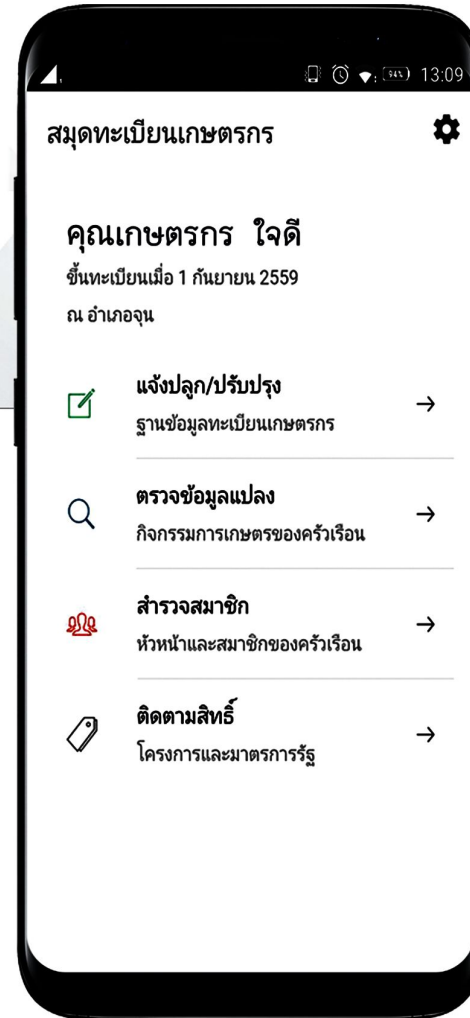 94% 13:09
สมุดทะเบียนเกษตรกร
คุณเกษตรกร ใจดี
ขึ้นทะเบียนเมื่อ 1 กันยายน 2559
ณ อำเภอจุน
แจ้งปลูก/ปรับปรุง
ฐานข้อมูลทะเบียนเกษตรกร
ตรวจข้อมูลแปลง
กิจกรรมการเกษตรของครัวเรือน
สำรวจสมาชิก
หัวหน้าและสมาชิกของครัวเรือน
ติดตามสิทธิ์
โครงการและมาตรการรัฐ